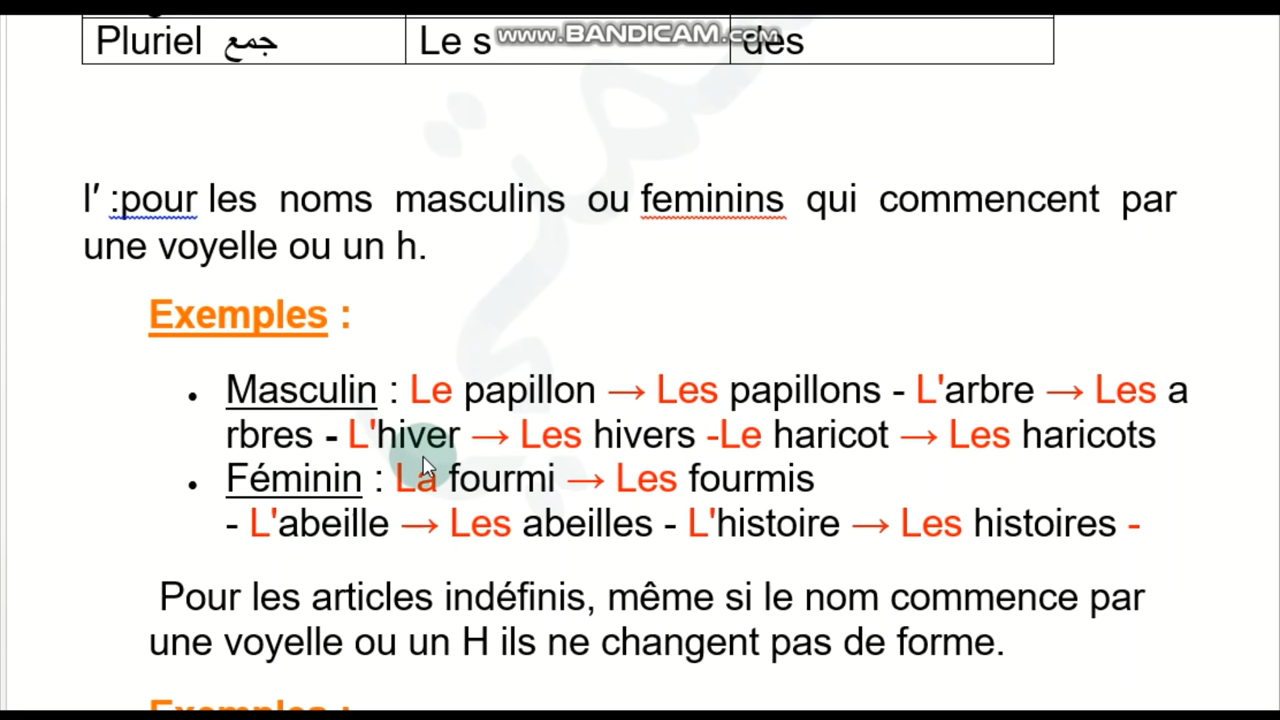 www.BANDICAM.com
Pluriel جمع Le s des
l′ :pour les noms masculins ou feminins qui commencent par
une voyelle ou un h.
Exemples :
• Masculin : Le papillon → Les papillons - L'arbre → Les a
rbres - L'hiver → Les hivers -Le haricot → Les haricots
• Féminin : La fourmi → Les fourmis
- L'abeille → Les abeilles - L'histoire → Les histoires -
Pour les articles indéfinis, même si le nom commence par
une voyelle ou un H ils ne changent pas de forme.
Exemples :